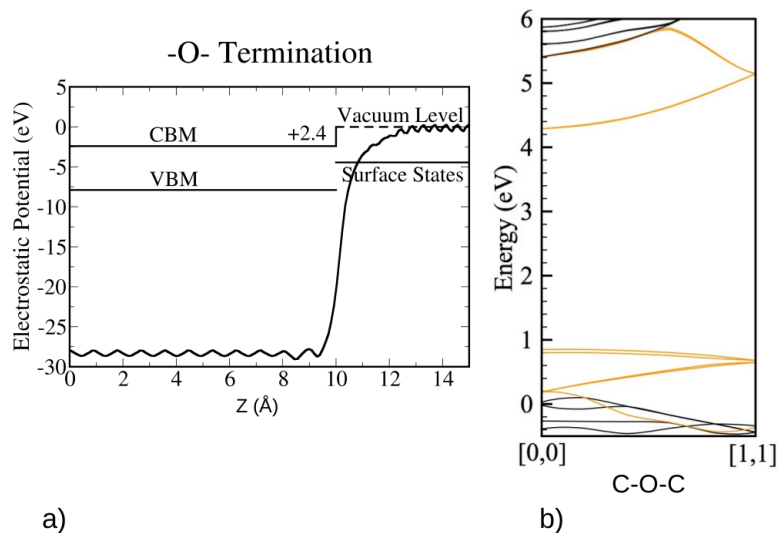 -O- Termination
5
0
-5
-10
-15
-20
-25
-30
Electrostatic Potential (eV)
CBM
+2.4
Vacuum Level
VBM
Surface States
0 2 4 6 8 10 12 14
Z (Å)
a)
6
5
4
3
2
1
0
Energy (eV)
[0,0] [1,1]
C-O-C
b)